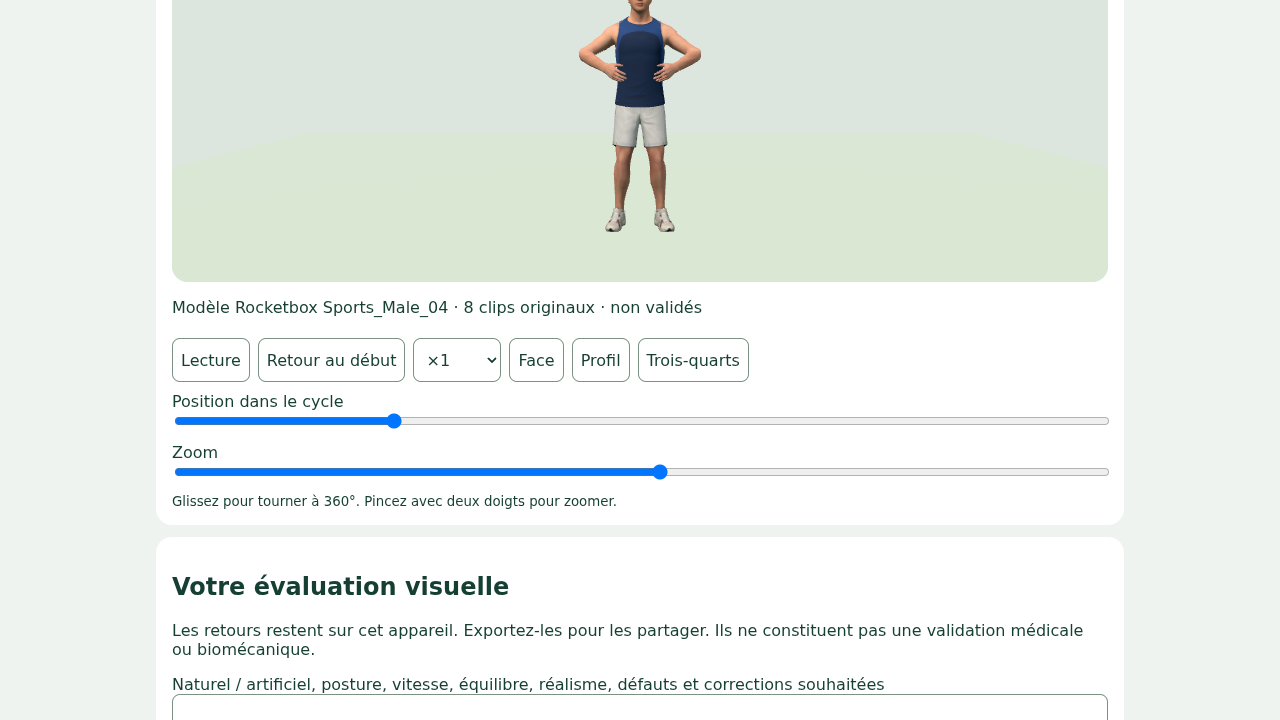 Modèle Rocketbox Sports_Male_04 · 8 clips originaux · non validés
Lecture
Retour au début
×1
Face
Profil
Trois-quarts
Position dans le cycle
Zoom
Glissez pour tourner à 360°. Pincez avec deux doigts pour zoomer.
Votre évaluation visuelle
Les retours restent sur cet appareil. Exportez-les pour les partager. Ils ne constituent pas une validation médicale
ou biomécanique.
Naturel / artificiel, posture, vitesse, équilibre, réalisme, défauts et corrections souhaitées